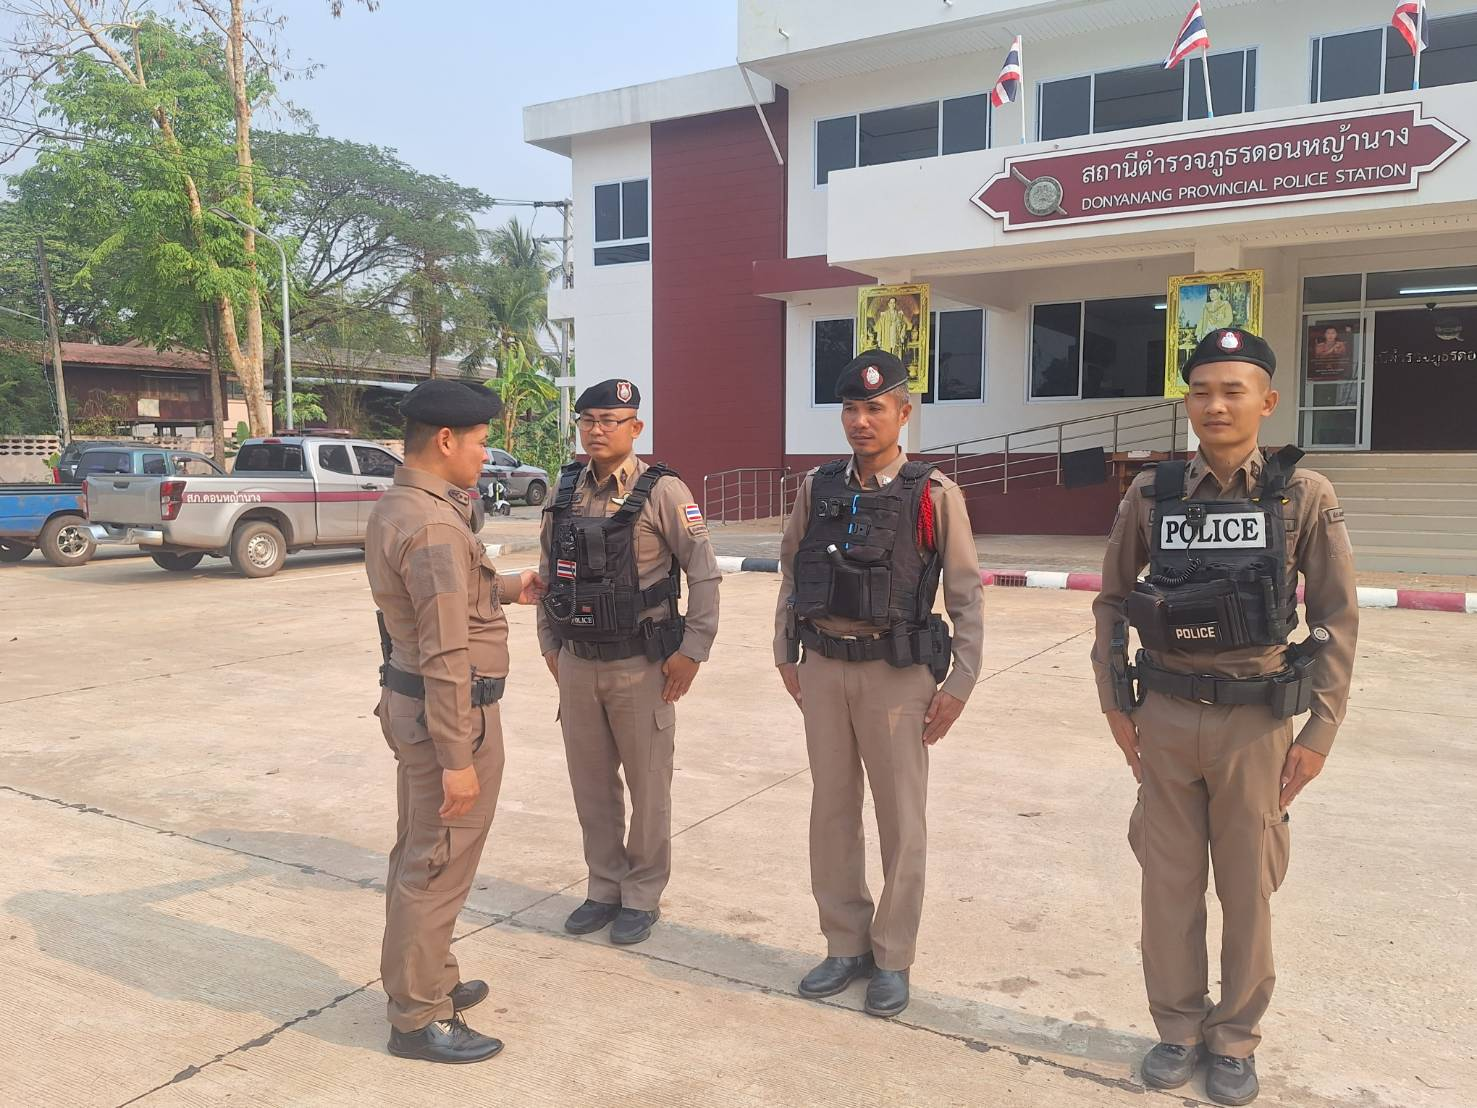 สถานีตำรวจภูธรดอนหญ้านาง
DONYANANG PROVINCIAL POLICE STATION
สภ.ดอนหญ้านาง
POLICE
POLICE
POLICE